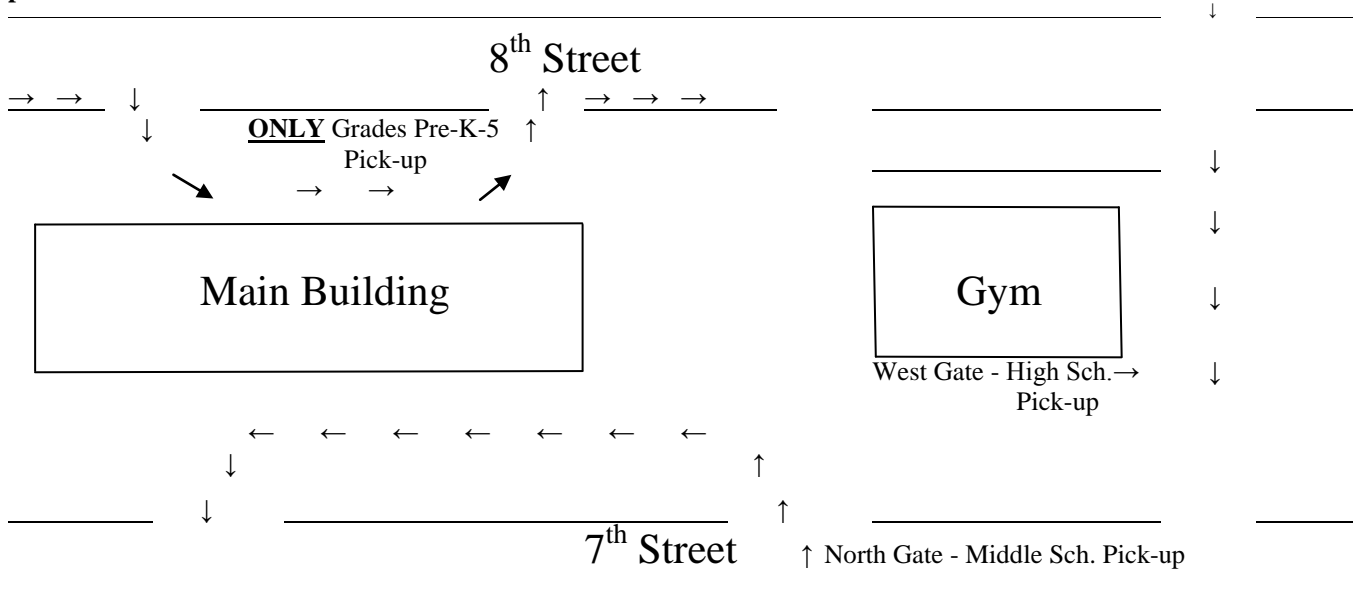 8th Street
→ → ↓ ↑ → → →
↓ ONLY Grades Pre-K-5 ↑
Pick-up
→ →
Main Building
Gym
West Gate - High Sch.→
Pick-up
← ← ← ← ← ← ←
7th Street
↑ North Gate - Middle Sch. Pick-up